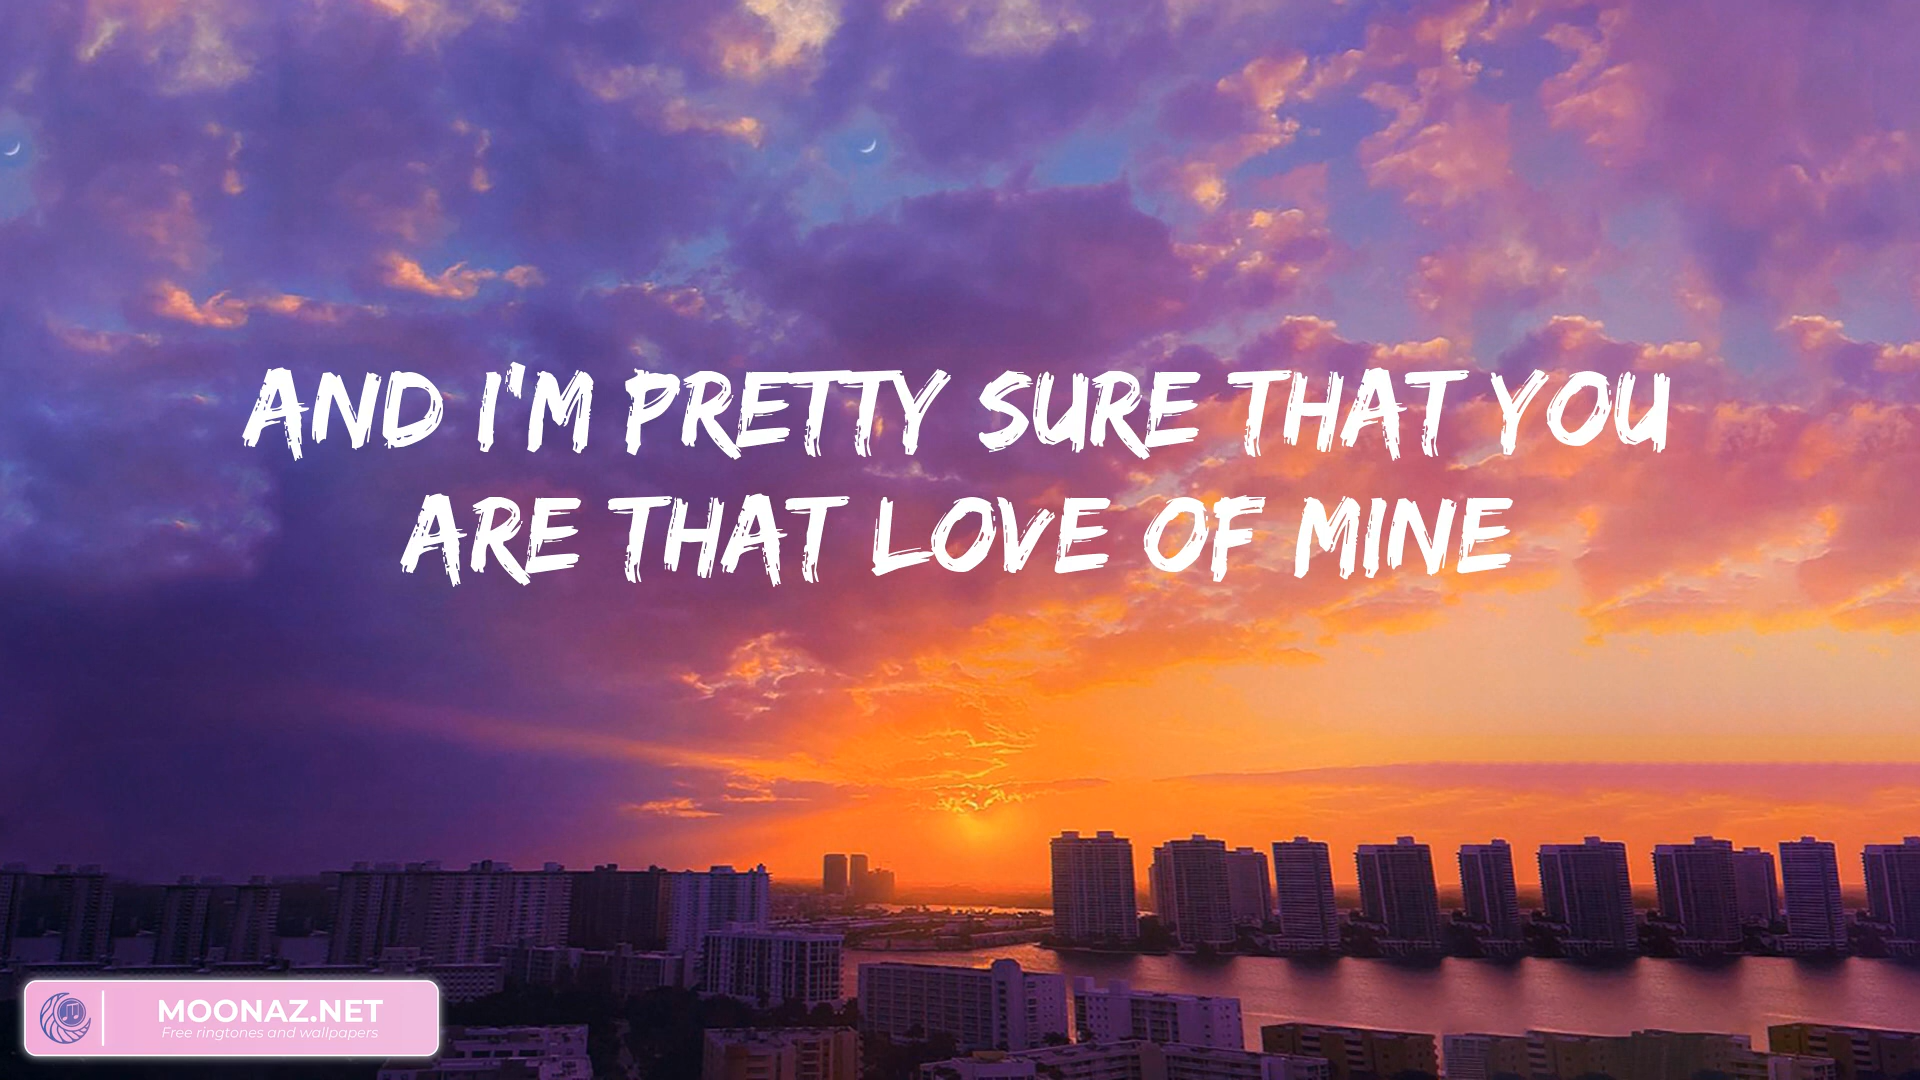 AND I'M PRETTY SURE THAT YOU
ARE THAT LOVE OF MINE
MOONAZ.NET
Free ringtones and wallpapers